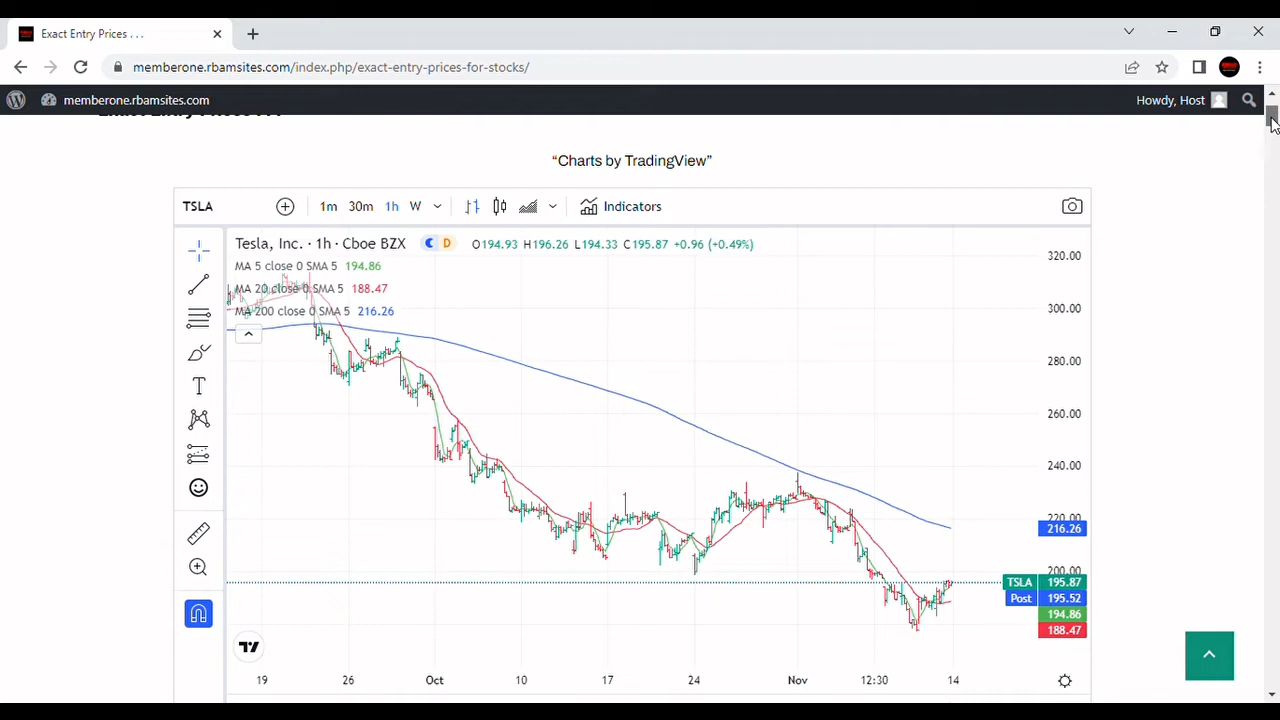 Exact Entry Prices . . .
memberone.rbamsites.com/index.php/exact-entry-prices-for-stocks/
memberone.rbamsites.com
Howdy, Host
Exact Entry Prices . . .
“Charts by TradingView”
TSLA
1m 30m 1h W
Indicators
Tesla, Inc. · 1h · Cboe BZX D O194.93 H196.26 L194.33 C195.87 +0.96 (+0.49%)
MA 5 close 0 SMA 5 194.86
MA 20 close 0 SMA 5 188.47
MA 200 close 0 SMA 5 216.26
320.00
300.00
280.00
260.00
240.00
220.00
216.26
200.00
TSLA 195.87
Post 195.52
194.86
188.47
19 26 Oct 10 17 24 Nov 12:30 14